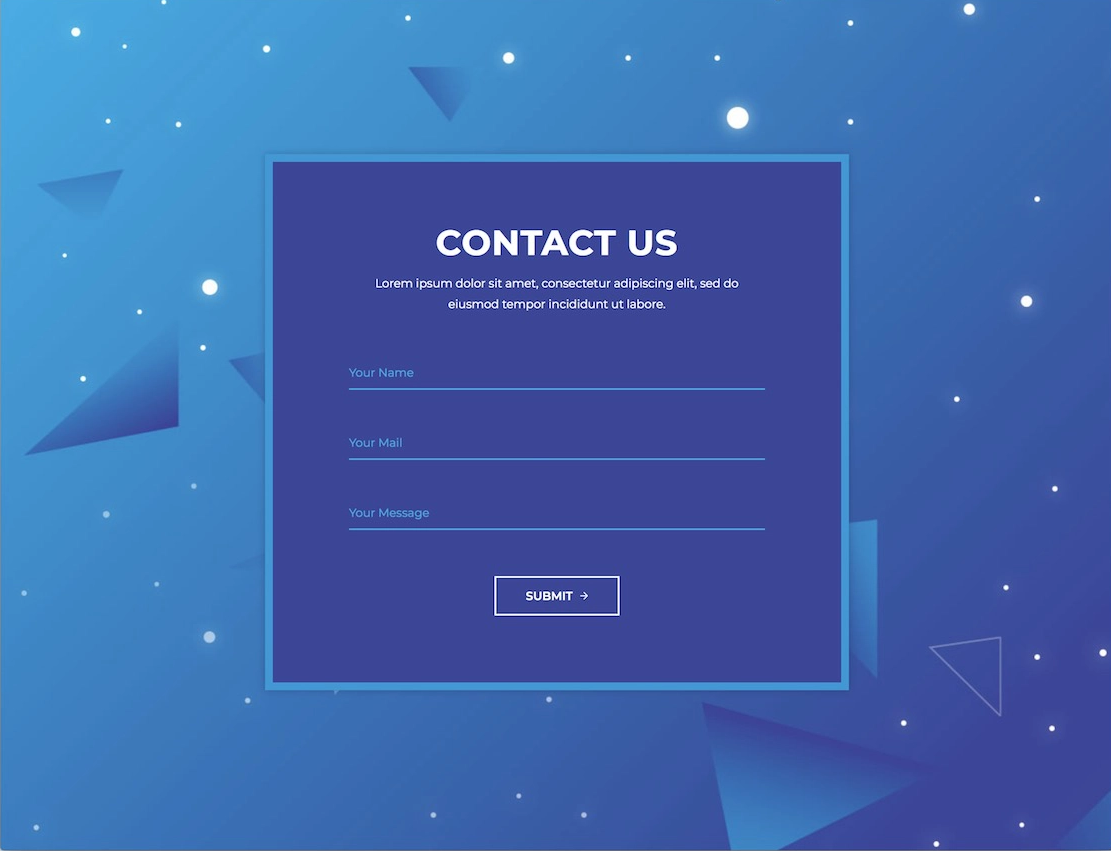 CONTACT US
Lorem ipsum dolor sit amet, consectetur adipiscing elit, sed do
eiusmod tempor incididunt ut labore.
Your Name
Your Mail
Your Message
SUBMIT →